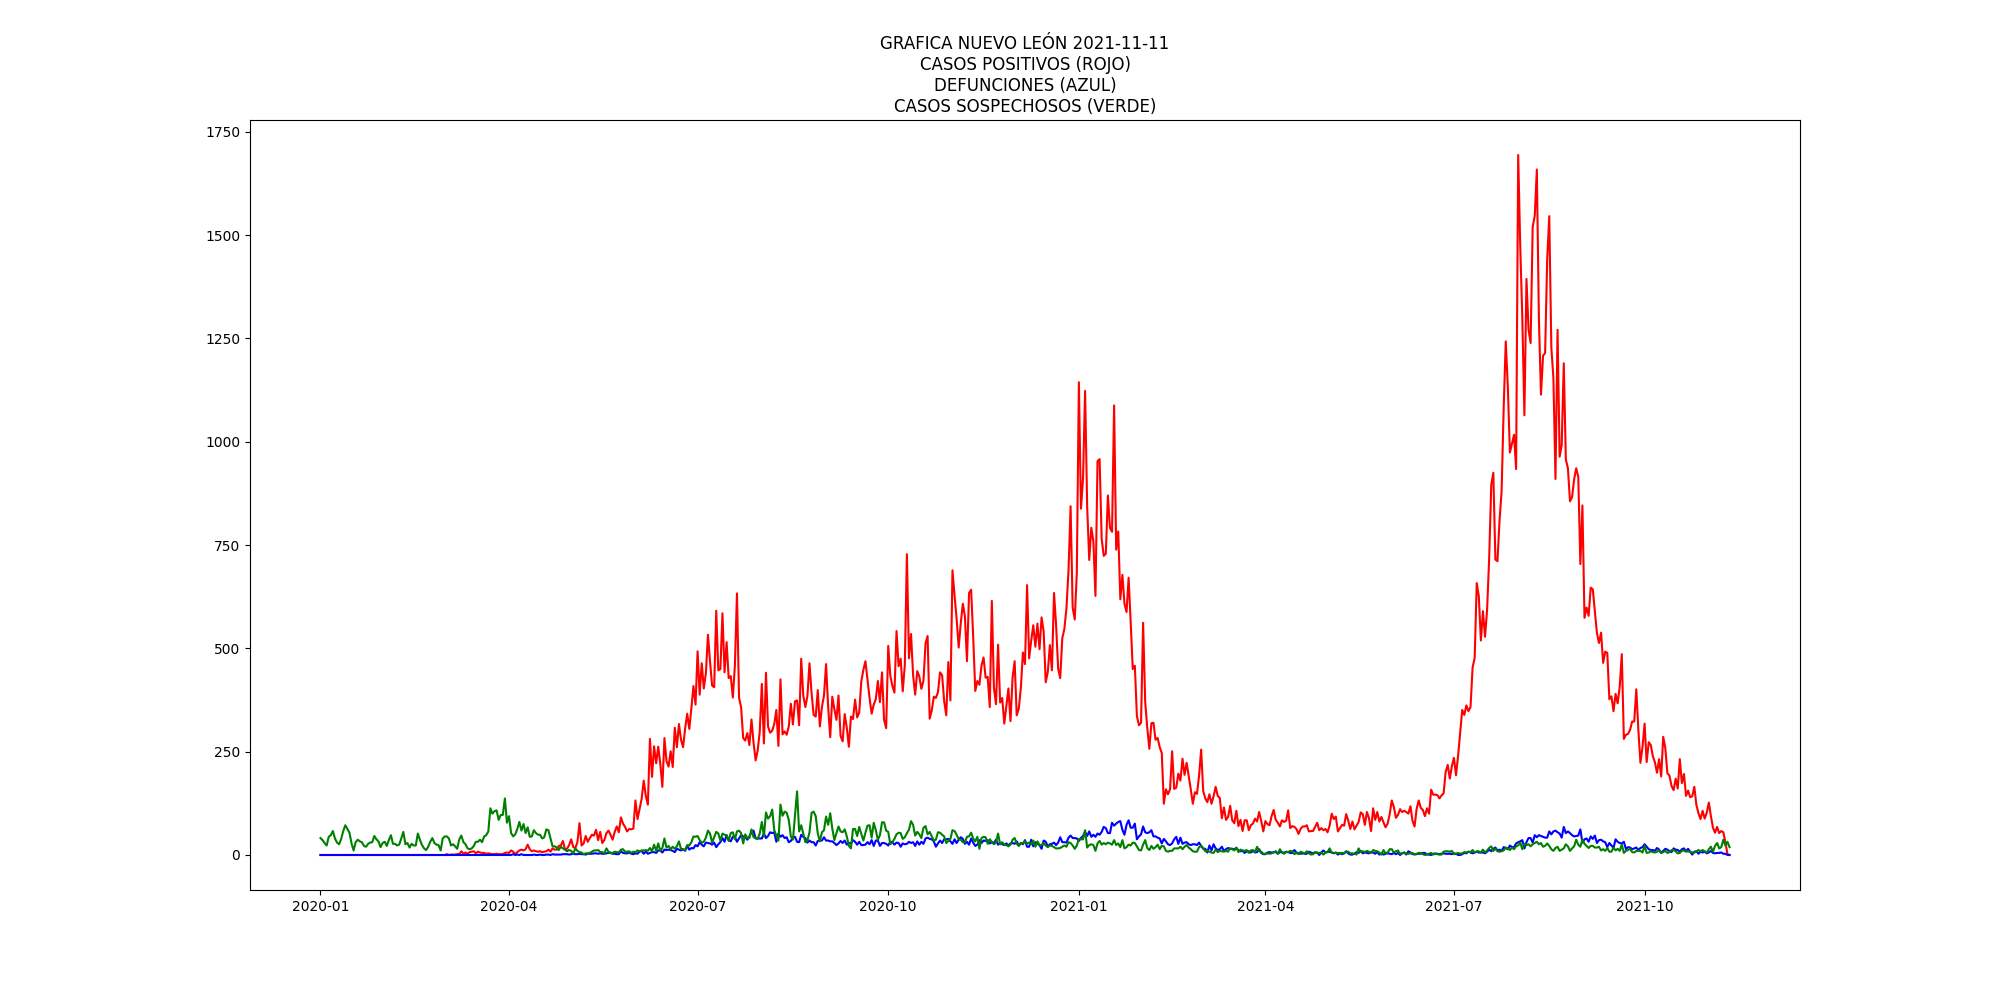 GRAFICA NUEVO LEÓN 2021-11-11
CASOS POSITIVOS (ROJO)
DEFUNCIONES (AZUL)
CASOS SOSPECHOSOS (VERDE)
1750
1500
1250
1000
750
500
250
0
2020-01 2020-04 2020-07 2020-10 2021-01 2021-04 2021-07 2021-10